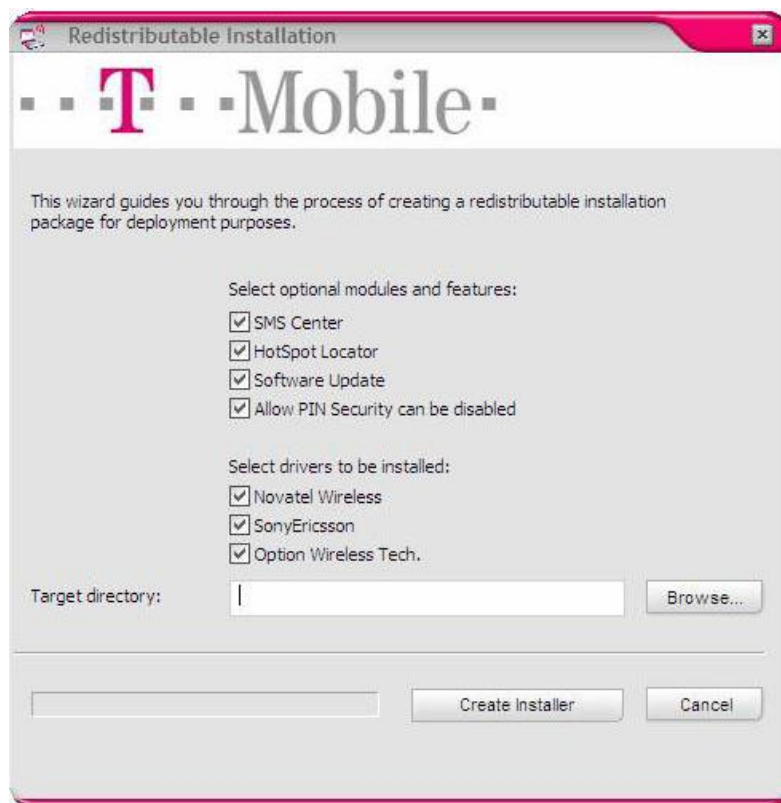 Redistributable Installation
T Mobile
This wizard guides you through the process of creating a redistributable installation
package for deployment purposes.
Select optional modules and features:
SMS Center
HotSpot Locator
Software Update
Allow PIN Security can be disabled
Select drivers to be installed:
Novatel Wireless
SonyEricsson
Option Wireless Tech.
Target directory:
Browse...
Create Installer
Cancel